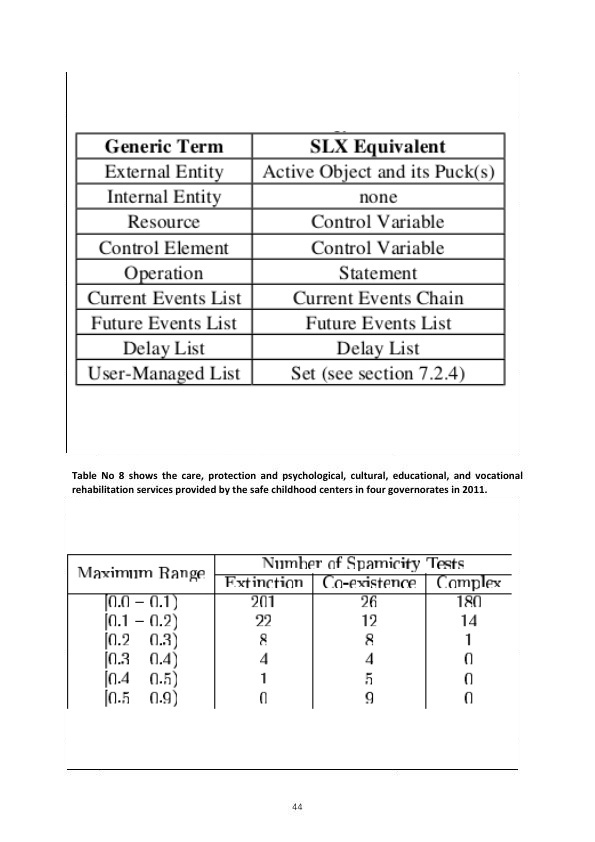 Generic Term SLX Equivalent
External Entity Active Object and its Puck(s)
Internal Entity none
Resource Control Variable
Control Element Control Variable
Operation Statement
Current Events List Current Events Chain
Future Events List Future Events List
Delay List Delay List
User-Managed List Set (see section 7.2.4)
Table No 8 shows the care, protection and psychological, cultural, educational, and vocational
rehabilitation services provided by the safe childhood centers in four governorates in 2011.
Maximum Range Number of Spamicity Tests
Extinction Co-existence Complex
[0.0 – 0.1) 201 26 180
[0.1 – 0.2) 22 12 14
[0.2 0.3) 8 8 1
[0.3 0.4) 4 4 0
[0.4 0.5) 1 5 0
[0.5 0.9) 0 9 0
44